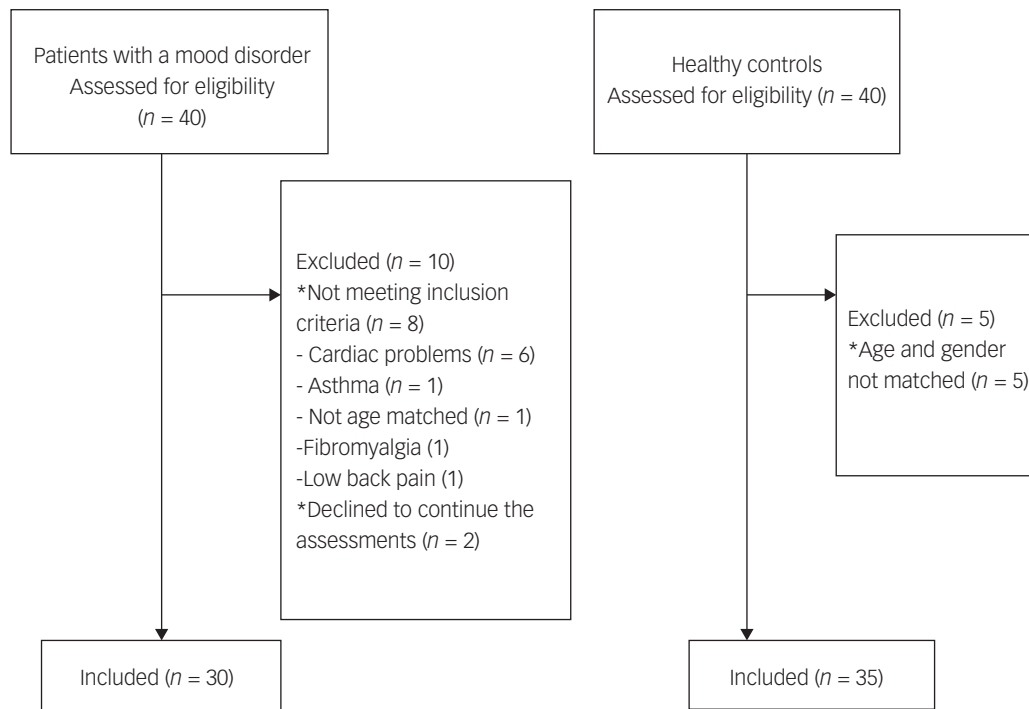 Patients with a mood disorder
Assessed for eligibility
(n = 40)
Healthy controls
Assessed for eligibility (n = 40)
Excluded (n = 10)
*Not meeting inclusion
criteria (n = 8)
- Cardiac problems (n = 6)
- Asthma (n = 1)
- Not age matched (n = 1)
-Fibromyalgia (1)
-Low back pain (1)
*Declined to continue the
assessments (n = 2)
Excluded (n = 5)
*Age and gender
not matched (n = 5)
Included (n = 30)
Included (n = 35)